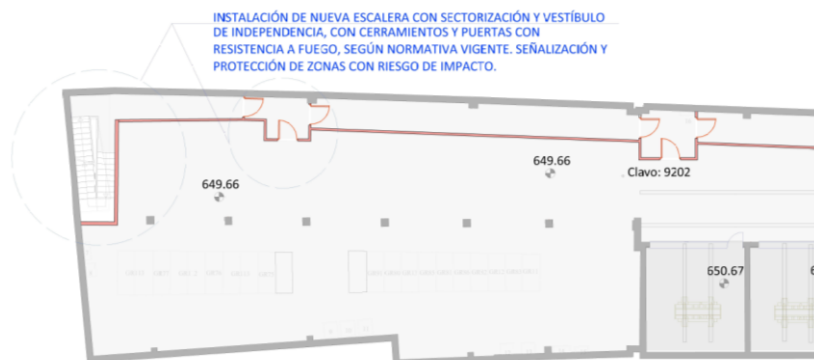 INSTALACIÓN DE NUEVA ESCALERA CON SECTORIZACIÓN Y VESTÍBULO
DE INDEPENDENCIA, CON CERRAMIENTOS Y PUERTAS CON
RESISTENCIA A FUEGO, SEGÚN NORMATIVA VIGENTE. SEÑALIZACIÓN Y
PROTECCIÓN DE ZONAS CON RIESGO DE IMPACTO.
649.66
649.66
Clavo: 9202
650.67